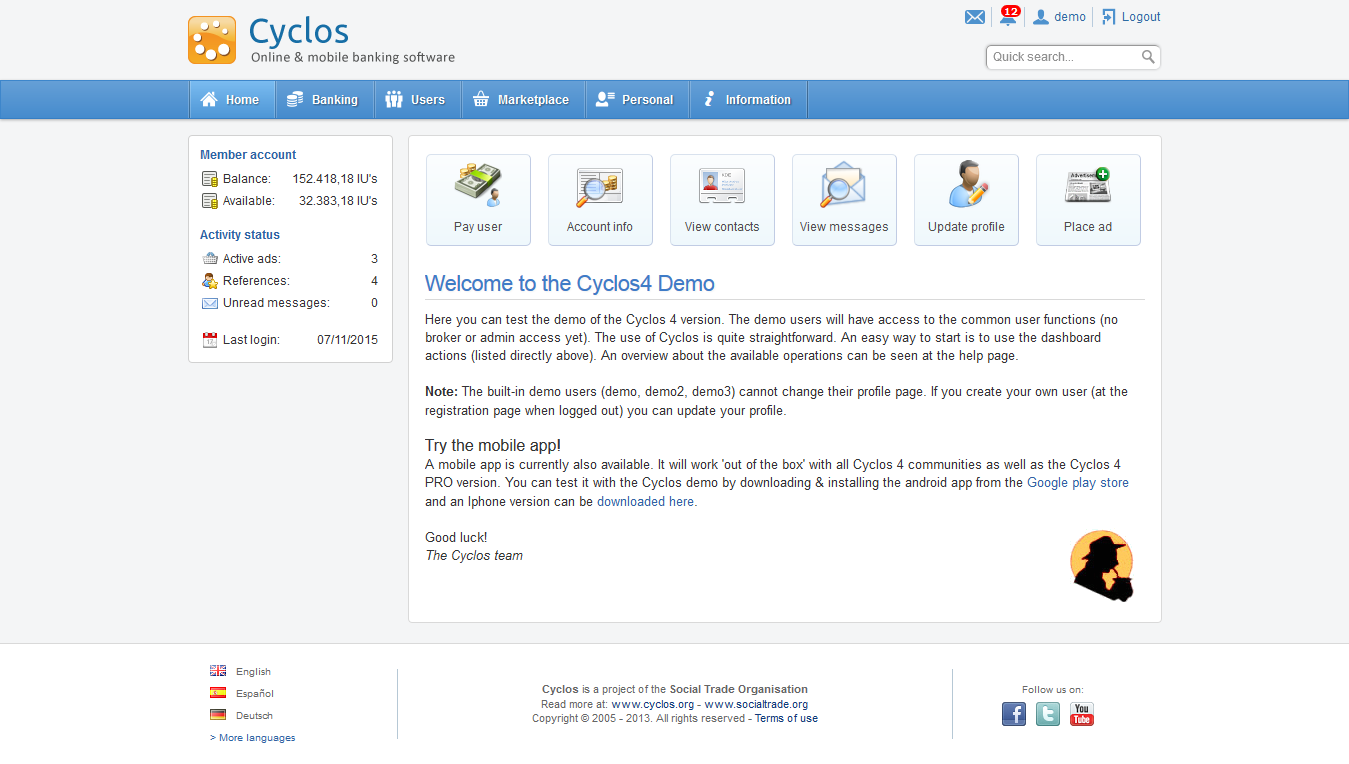 Cyclos
Online & mobile banking software
12
demo
Logout
Quick search...
Home
Banking
Users
Marketplace
Personal
Information
Member account
Balance: 152.418,18 IU's
Available: 32.383,18 IU's
Activity status
Active ads: 3
References: 4
Unread messages: 0
Last login: 07/11/2015
Pay user
Account info
View contacts
View messages
Update profile
Advertise
Place ad
Welcome to the Cyclos4 Demo
Here you can test the demo of the Cyclos 4 version. The demo users will have access to the common user functions (no
broker or admin access yet). The use of Cyclos is quite straightforward. An easy way to start is to use the dashboard
actions (listed directly above). An overview about the available operations can be seen at the help page.
Note: The built-in demo users (demo, demo2, demo3) cannot change their profile page. If you create your own user (at the
registration page when logged out) you can update your profile.
Try the mobile app!
A mobile app is currently also available. It will work 'out of the box' with all Cyclos 4 communities as well as the Cyclos 4
PRO version. You can test it with the Cyclos demo by downloading & installing the android app from the Google play store
and an Iphone version can be downloaded here.
Good luck!
The Cyclos team
English
Español
Deutsch
> More languages
Cyclos is a project of the Social Trade Organisation
Read more at: www.cyclos.org - www.socialtrade.org
Copyright © 2005 - 2013. All rights reserved - Terms of use
Follow us on:
f
t
You
Tube